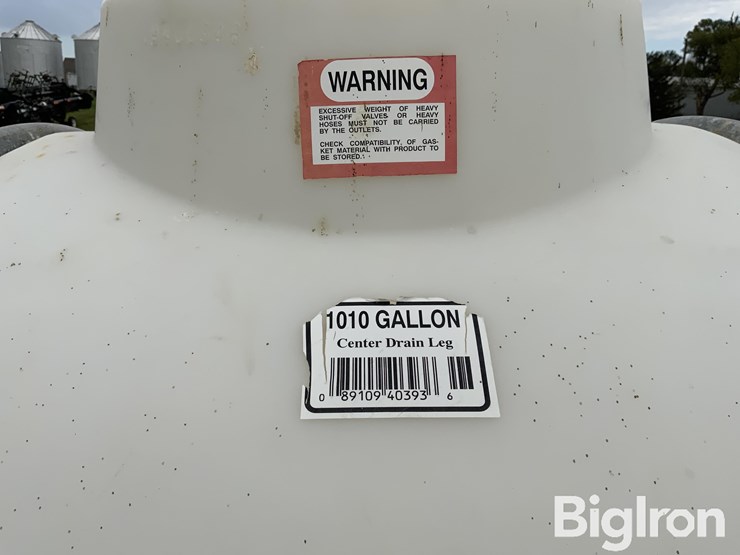 WARNING
EXCESSIVE WEIGHT OF HEAVY
SHUT-OFF VALVES OR HEAVY
HOSES MUST NOT BE CARRIED
BY THE OUTLETS.
CHECK COMPATIBILITY OF GAS-
KET MATERIAL WITH PRODUCT TO
BE STORED.
1010 GALLON
Center Drain Leg
0 89109 40393 6
BigIron